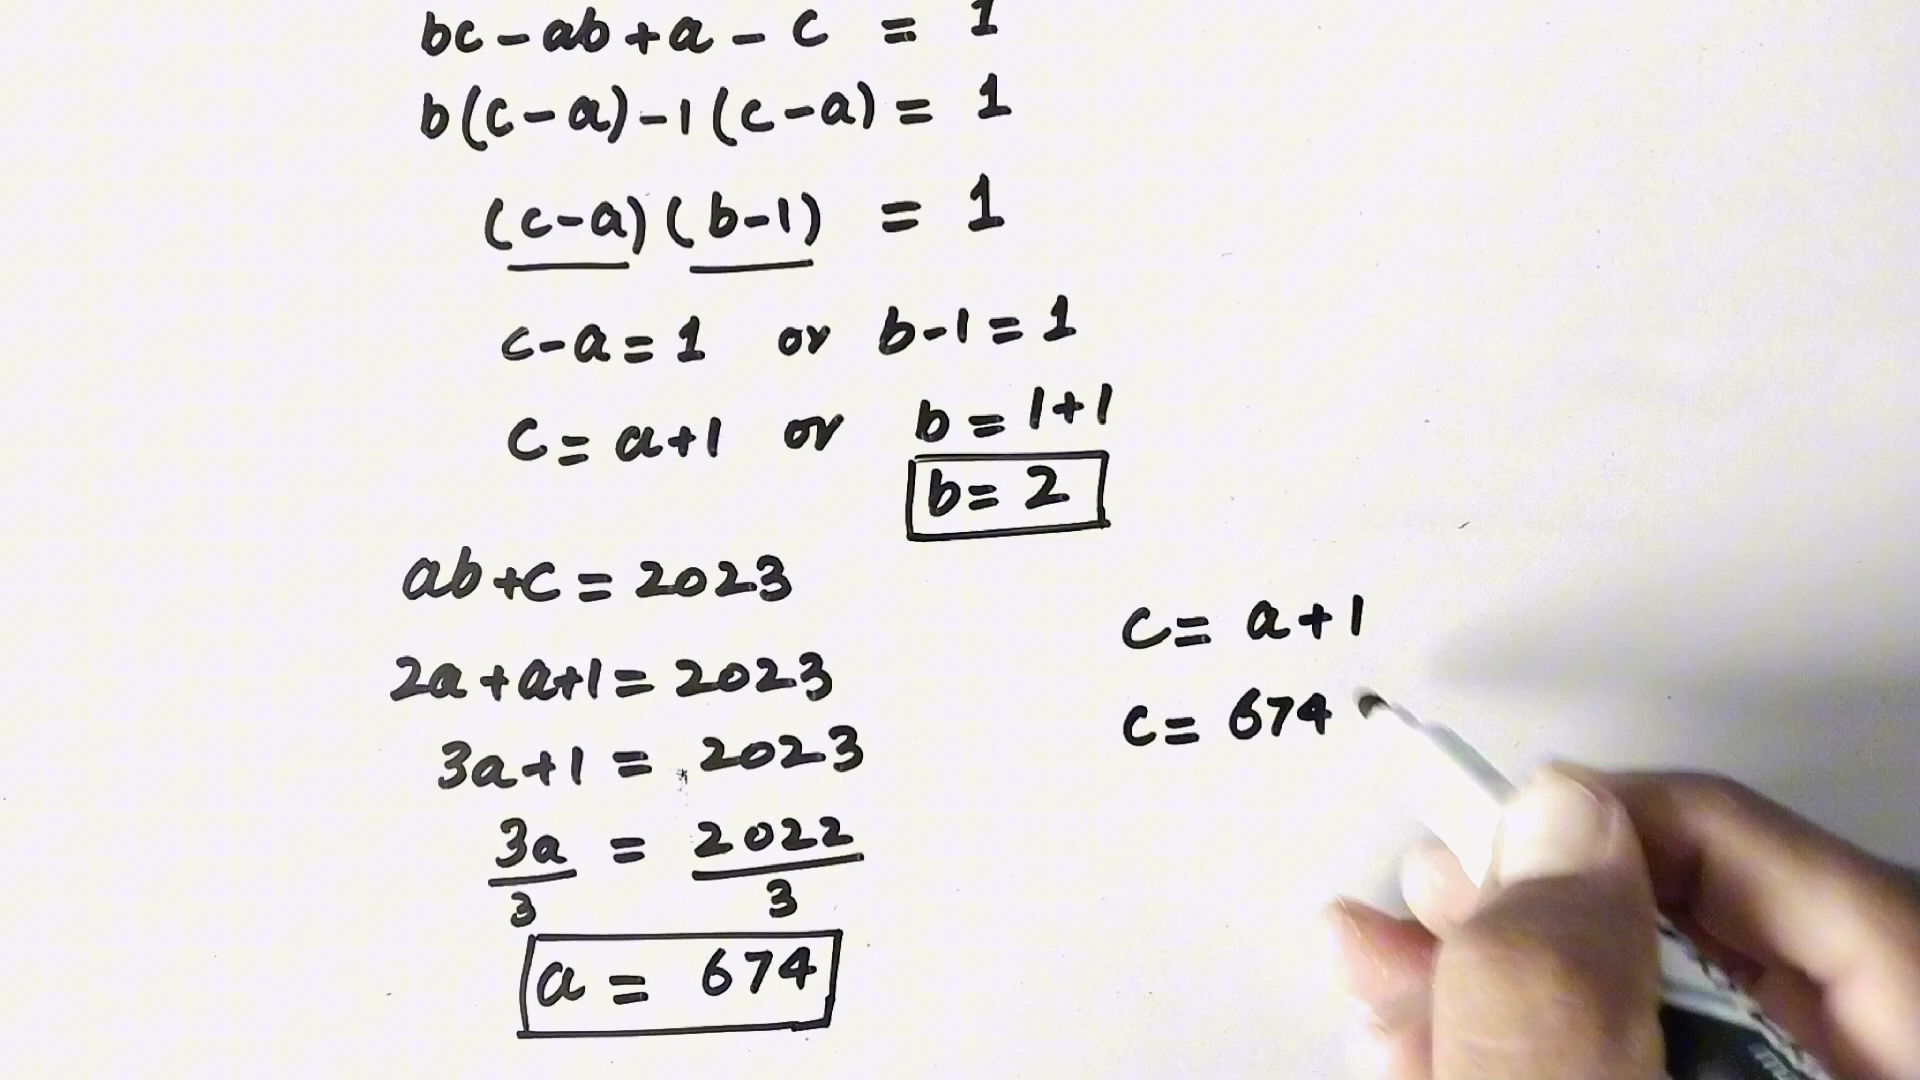 bc-ab+a-c = 1
b(c-a)-1(c-a) = 1
(c-a)(b-1) = 1
c-a=1 or b-1=1
c=a+1 or b=1+1
b=2
ab+c=2023
2a+a+1=2023
3a+1=2023
3a/3 = 2022/3
a = 674
c= a+1
c= 674